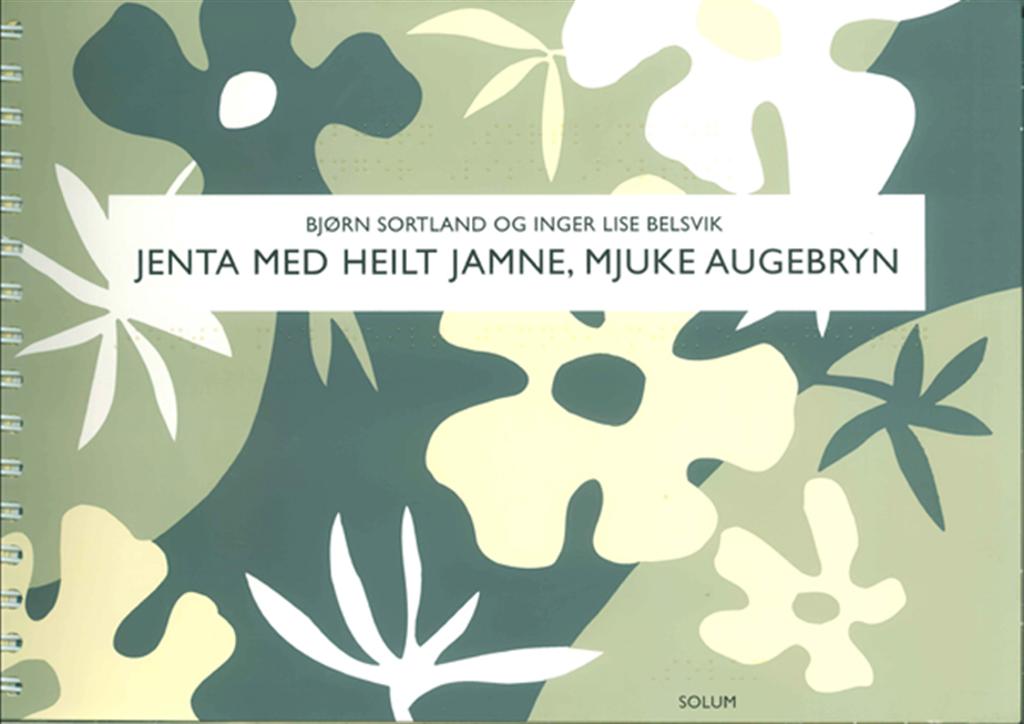 BJØRN SORTLAND OG INGER LISE BELSVIK
JENTA MED HEILT JAMNE, MJUKE AUGEBRYN
SOLUM